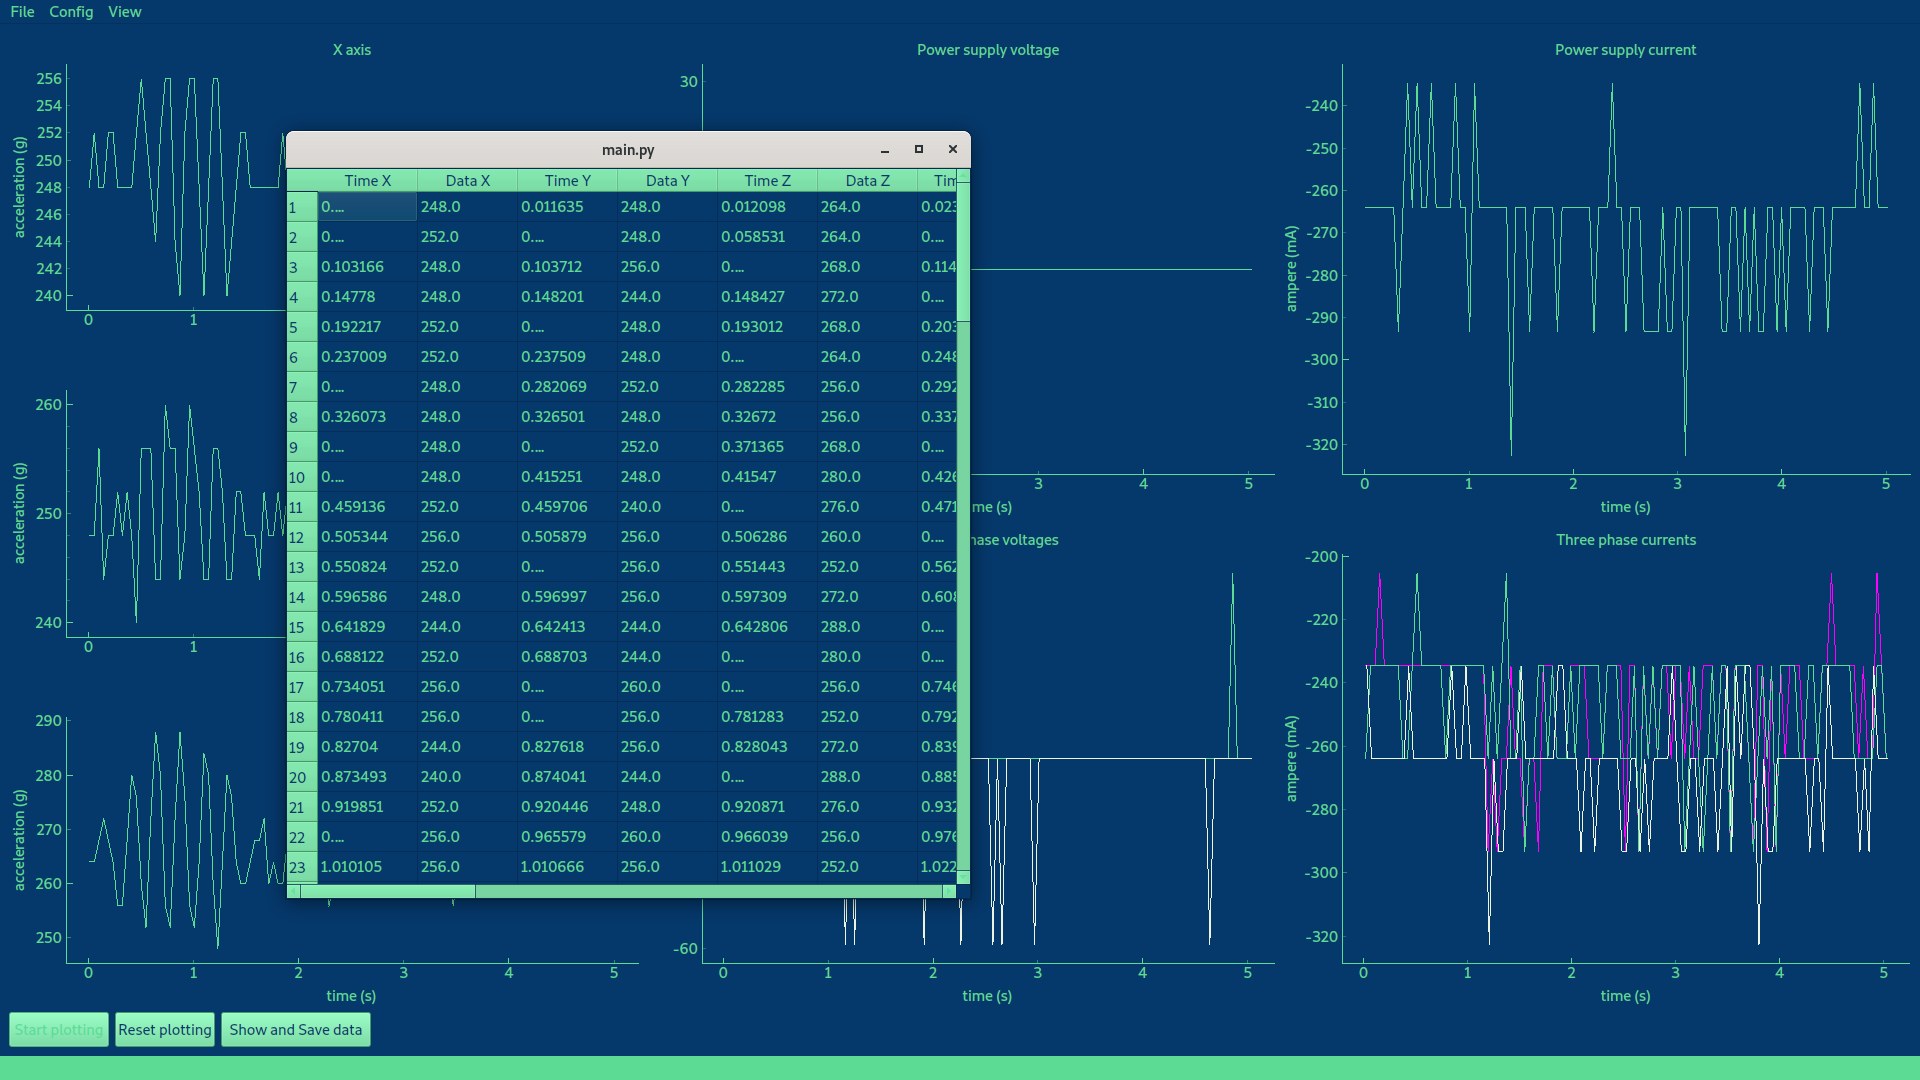 File Config View
X axis
256
254
252
250
248
246
244
242
240
acceleration (g)
0 1
260
250
240
acceleration (g)
0 1
290
280
270
260
250
acceleration (g)
0 1 2 3 4 5
time (s)
Power supply voltage
30
3 4 5
me (s)
hase voltages
-60
0 1 2 3 4 5
time (s)
Power supply current
-240
-250
-260
-270
-280
-290
-300
-310
-320
ampere (mA)
0 1 2 3 4 5
time (s)
Three phase currents
-200
-220
-240
-260
-280
-300
-320
ampere (mA)
0 1 2 3 4 5
time (s)
main.py
Time X Data X Time Y Data Y Time Z Data Z Tim
1 0.... 248.0 0.011635 248.0 0.012098 264.0 0.023
2 0.... 252.0 0.... 248.0 0.058531 264.0 0....
3 0.103166 248.0 0.103712 256.0 0.... 268.0 0.114
4 0.14778 248.0 0.148201 244.0 0.148427 272.0 0....
5 0.192217 252.0 0.... 248.0 0.193012 268.0 0.203
6 0.237009 252.0 0.237509 248.0 0.... 264.0 0.248
7 0.... 248.0 0.282069 252.0 0.282285 256.0 0.292
8 0.326073 248.0 0.326501 248.0 0.32672 256.0 0.337
9 0.... 248.0 0.... 252.0 0.371365 268.0 0....
10 0.... 248.0 0.415251 248.0 0.41547 280.0 0.426
11 0.459136 252.0 0.459706 240.0 0.... 276.0 0.471
12 0.505344 256.0 0.505879 256.0 0.506286 260.0 0....
13 0.550824 252.0 0.... 256.0 0.551443 252.0 0.562
14 0.596586 248.0 0.596997 256.0 0.597309 272.0 0.608
15 0.641829 244.0 0.642413 244.0 0.642806 288.0 0....
16 0.688122 252.0 0.688703 244.0 0.... 280.0 0....
17 0.734051 256.0 0.... 260.0 0.... 256.0 0.746
18 0.780411 256.0 0.... 256.0 0.781283 252.0 0.792
19 0.82704 244.0 0.827618 256.0 0.828043 272.0 0.839
20 0.873493 240.0 0.874041 244.0 0.... 288.0 0.885
21 0.919851 252.0 0.920446 248.0 0.920871 276.0 0.932
22 0.... 256.0 0.965579 260.0 0.966039 256.0 0.976
23 1.010105 256.0 1.010666 256.0 1.011029 252.0 1.022
Start plotting Reset plotting Show and Save data